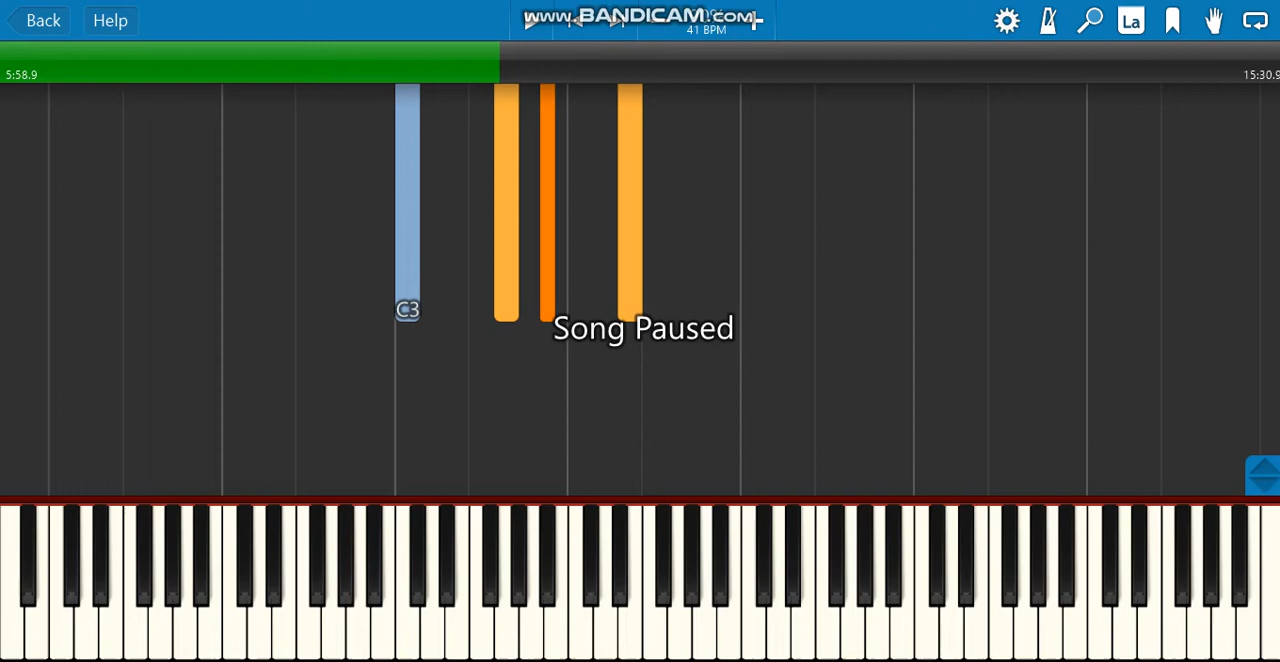 Back
Help
www.BANDICAM.com
41 BPM
La
5:58.9
15:30.9
C3
Song Paused